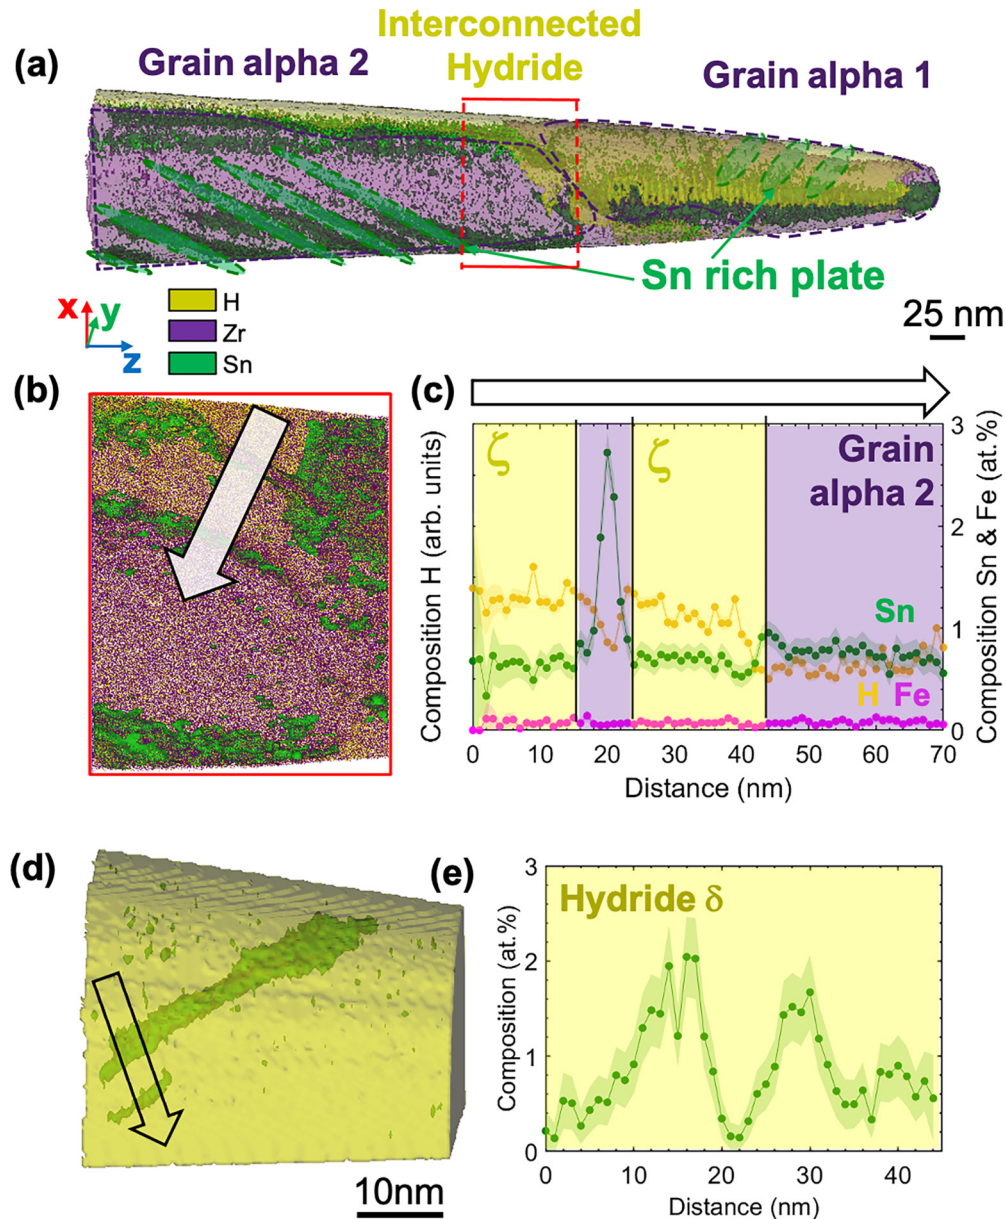 (a)
Grain alpha 2
Interconnected
Hydride
Grain alpha 1
Sn rich plate
25 nm
x
y
z
H
Zr
Sn
(b)
(c)
ζ
ζ
Grain
alpha 2
Sn
H Fe
Composition H (arb. units)
Composition Sn & Fe (at.%)
3
2
1
0
0 10 20 30 40 50 60 70
Distance (nm)
(d)
10nm
(e)
Hydride δ
Composition (at.%)
3
2
1
0
0 10 20 30 40
Distance (nm)